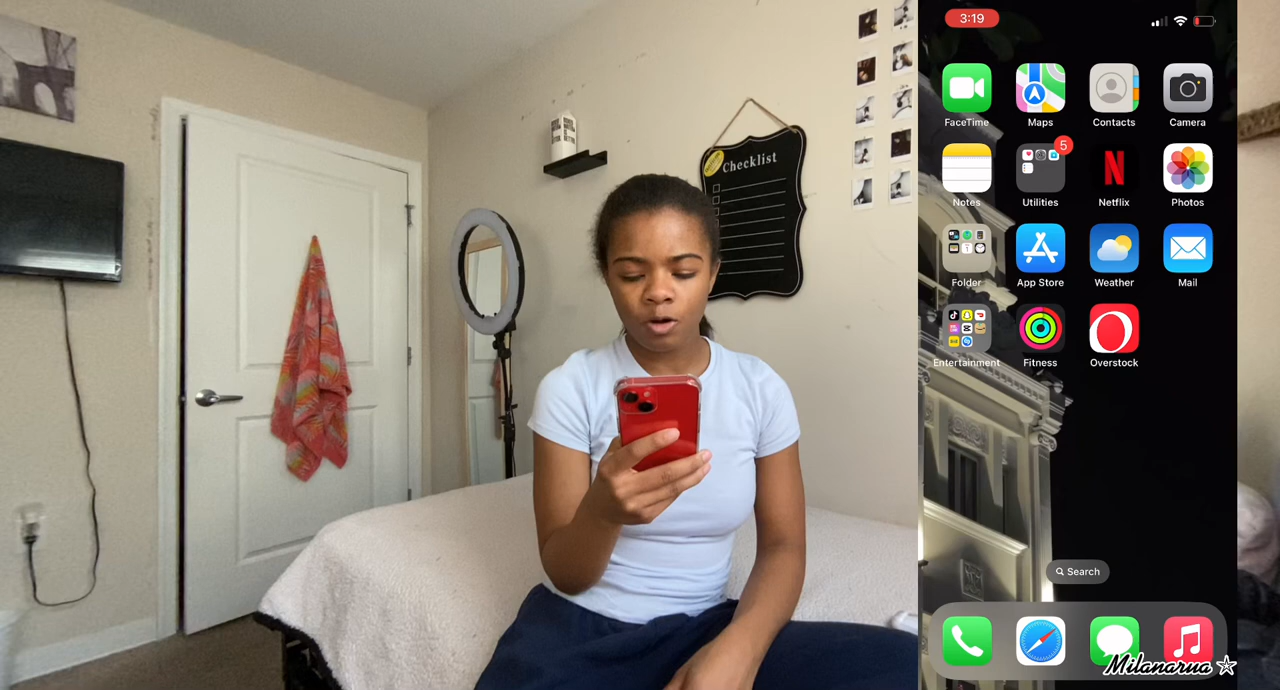 3:19
FaceTime
Maps
Contacts
Camera
5
Notes
Utilities
N
Netflix
Photos
Folder
App Store
Weather
Mail
Entertainment
Fitness
Overstock
Search
Milanarua
Checklist